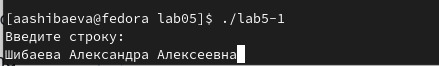 [aashibaeva@fedora lab05]$ ./lab5-1
Введите строку:
Шибаева Александра Алексеевна